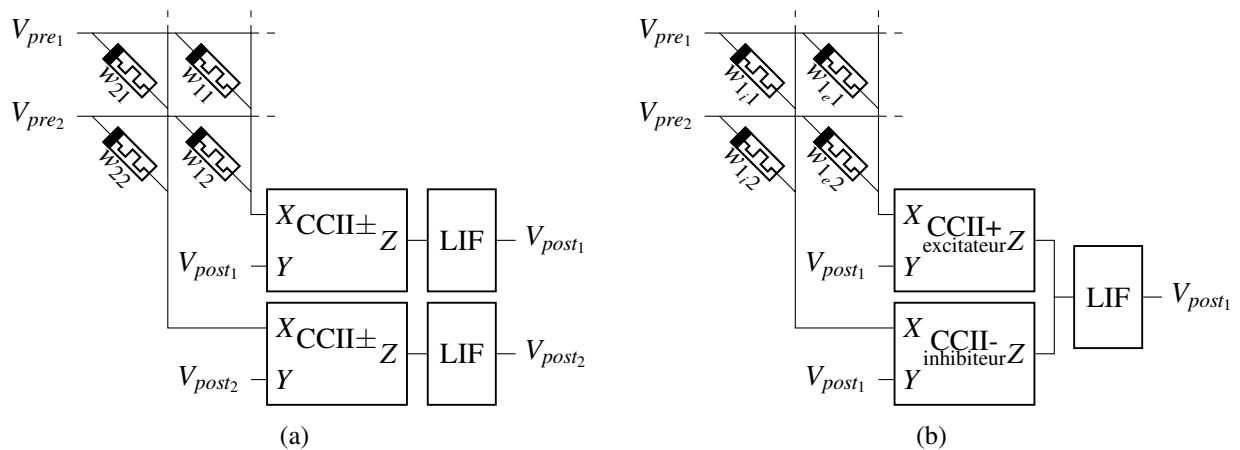 V_pre1
w21 w11
V_pre2
w22 w12
X CCII± Z LIF V_post1
V_post1 Y
X CCII± Z LIF V_post2
V_post2 Y
(a)
V_pre1
w1i1 w1e1
V_pre2
w1i2 w1e2
X CCII+ Z
excitateur
V_post1 Y
LIF V_post1
X CCII- Z
inhibiteur
V_post1 Y
(b)